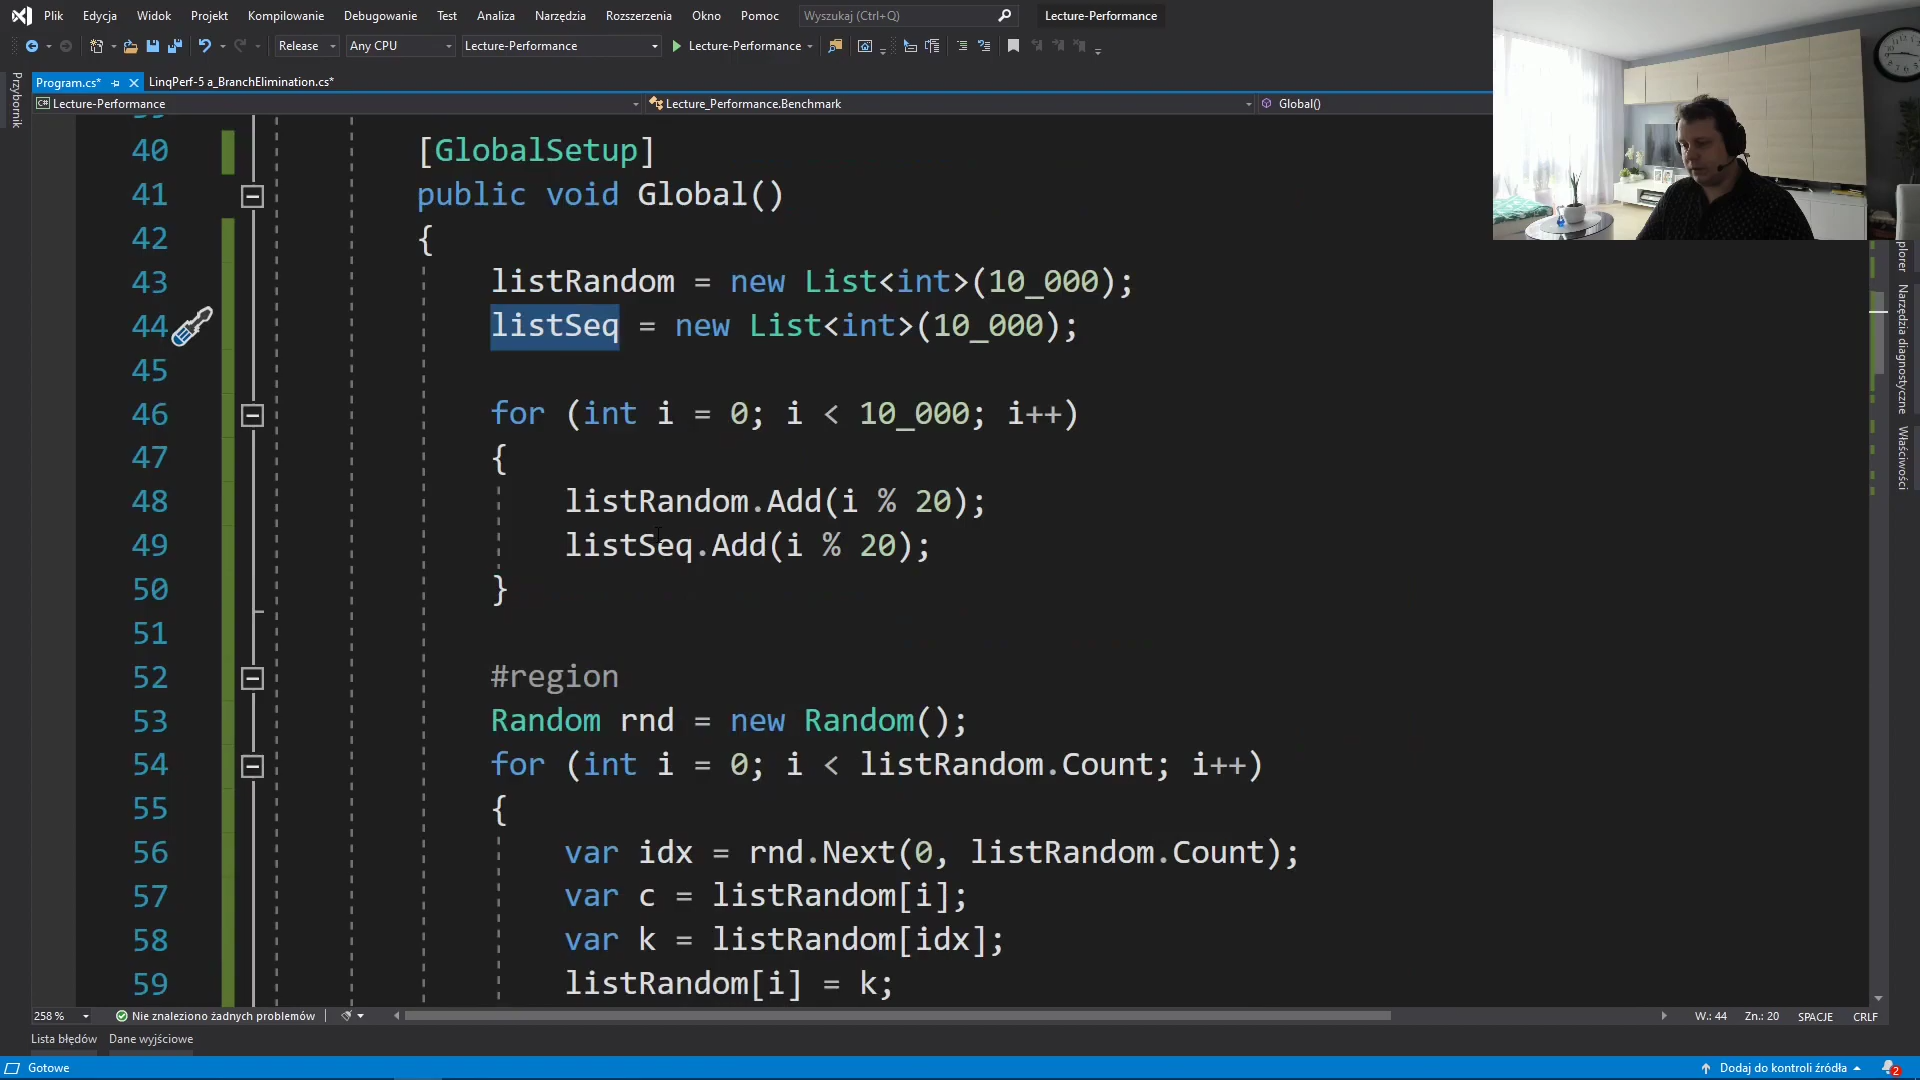 Plik Edycja Widok Projekt Kompilowanie Debugowanie Test Analiza Narzędzia Rozszerzenia Okno Pomoc Wyszukaj (Ctrl+Q) Lecture-Performance
Release Any CPU Lecture-Performance Lecture-Performance
Program.cs* LinqPerf-5 a_BranchElimination.cs*
Lecture-Performance Lecture_Performance.Benchmark Global()
Przybornik
40 [GlobalSetup]
41 public void Global()
42 {
43 listRandom = new List<int>(10_000);
44 listSeq = new List<int>(10_000);
45
46 for (int i = 0; i < 10_000; i++)
47 {
48 listRandom.Add(i % 20);
49 listSeq.Add(i % 20);
50 }
51
52 #region
53 Random rnd = new Random();
54 for (int i = 0; i < listRandom.Count; i++)
55 {
56 var idx = rnd.Next(0, listRandom.Count);
57 var c = listRandom[i];
58 var k = listRandom[idx];
59 listRandom[i] = k;
Narzędzia diagnostyczne
Właściwości
258 % Nie znaleziono żadnych problemów W.: 44 Zn.: 20 SPACJE CRLF
Lista błędów Dane wyjściowe
Gotowe Dodaj do kontroli źródła 2